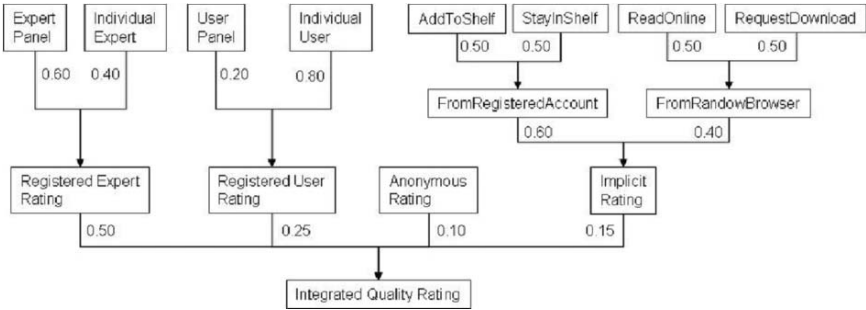 Expert
Panel
Individual
Expert
User
Panel
Individual
User
AddToShelf
StayInShelf
ReadOnline
RequestDownload
0.60
0.40
0.20
0.80
0.50
0.50
0.50
0.50
FromRegisteredAccount
FromRandowBrowser
0.60
0.40
Registered Expert
Rating
Registered User
Rating
Anonymous
Rating
Implicit
Rating
0.50
0.25
0.10
0.15
Integrated Quality Rating